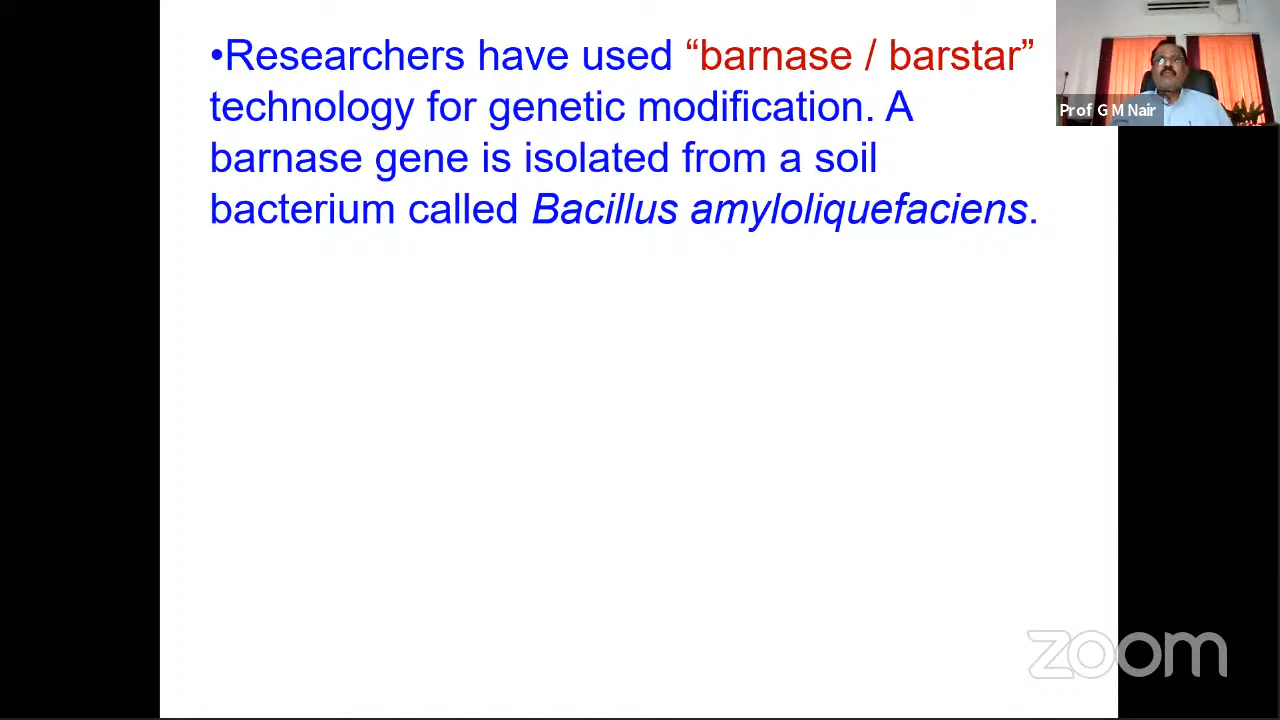 •Researchers have used “barnase / barstar”
technology for genetic modification. A
barnase gene is isolated from a soil
bacterium called Bacillus amyloliquefaciens.
Prof G M Nair
zoom